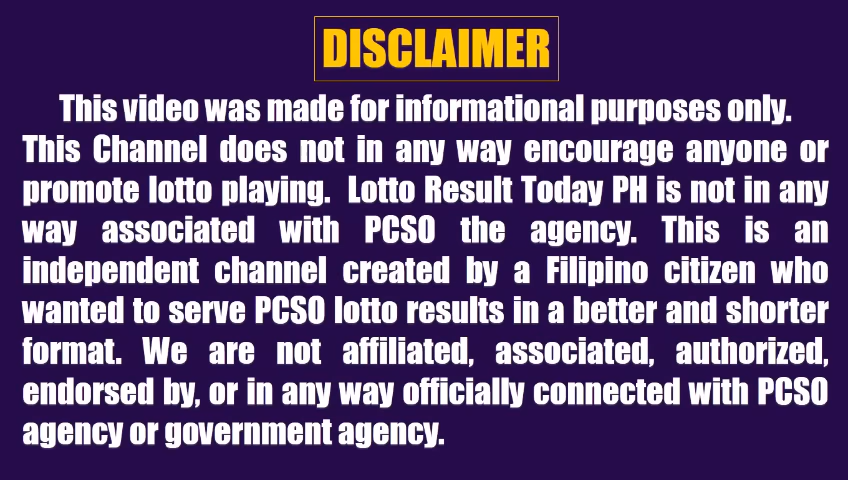 DISCLAIMER
This video was made for informational purposes only.
This Channel does not in any way encourage anyone or
promote lotto playing. Lotto Result Today PH is not in any
way associated with PCSO the agency. This is an
independent channel created by a Filipino citizen who
wanted to serve PCSO lotto results in a better and shorter
format. We are not affiliated, associated, authorized,
endorsed by, or in any way officially connected with PCSO
agency or government agency.